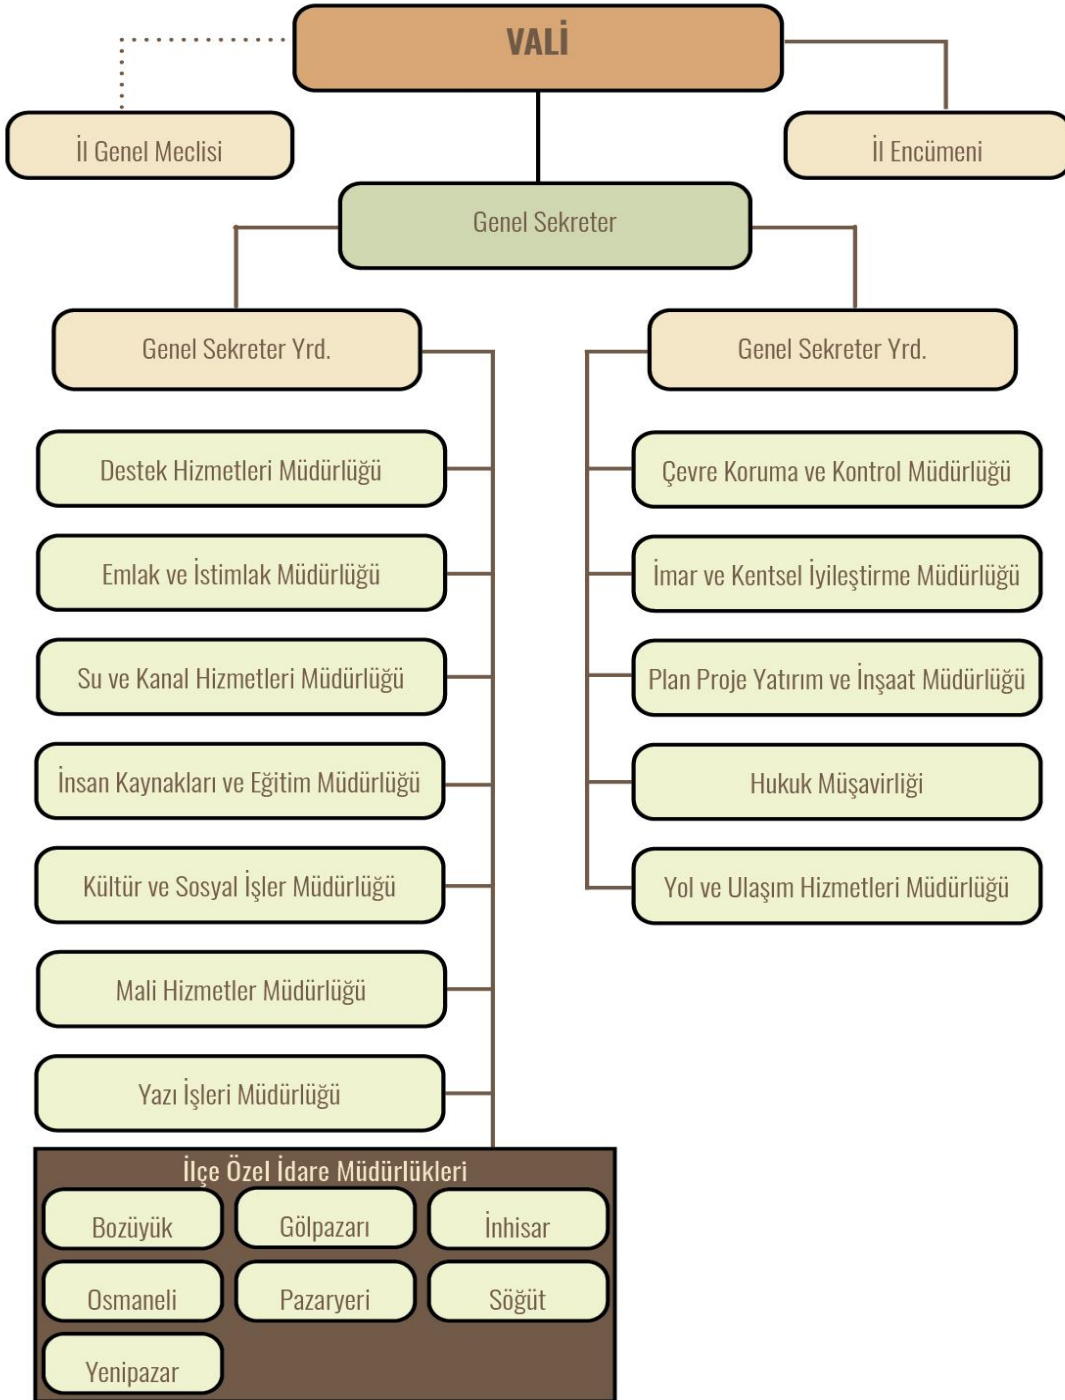 VALİ
İl Genel Meclisi
İl Encümeni
Genel Sekreter
Genel Sekreter Yrd.
Genel Sekreter Yrd.
Destek Hizmetleri Müdürlüğü
Emlak ve İstimlak Müdürlüğü
Su ve Kanal Hizmetleri Müdürlüğü
İnsan Kaynakları ve Eğitim Müdürlüğü
Kültür ve Sosyal İşler Müdürlüğü
Mali Hizmetler Müdürlüğü
Yazı İşleri Müdürlüğü
Çevre Koruma ve Kontrol Müdürlüğü
İmar ve Kentsel İyileştirme Müdürlüğü
Plan Proje Yatırım ve İnşaat Müdürlüğü
Hukuk Müşavirliği
Yol ve Ulaşım Hizmetleri Müdürlüğü
İlçe Özel İdare Müdürlükleri
Bozüyük
Gölpazarı
İnhisar
Osmaneli
Pazaryeri
Söğüt
Yenipazar